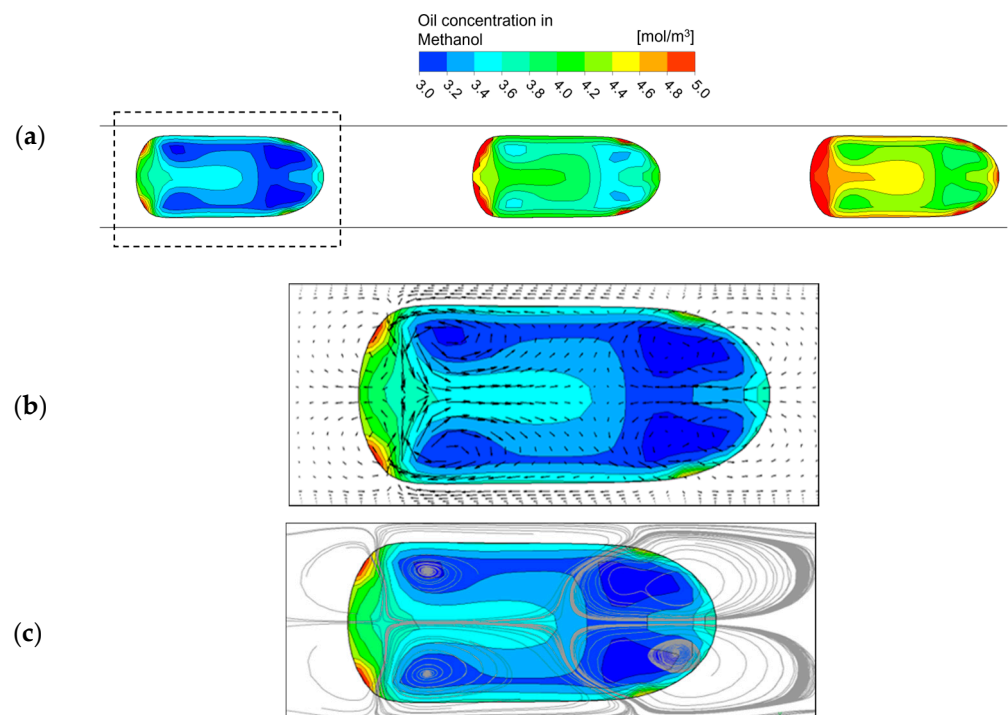 Oil concentration in
Methanol [mol/m³]
3.0 3.2 3.4 3.6 3.8 4.0 4.2 4.4 4.6 4.8 5.0
(a)
(b)
(c)